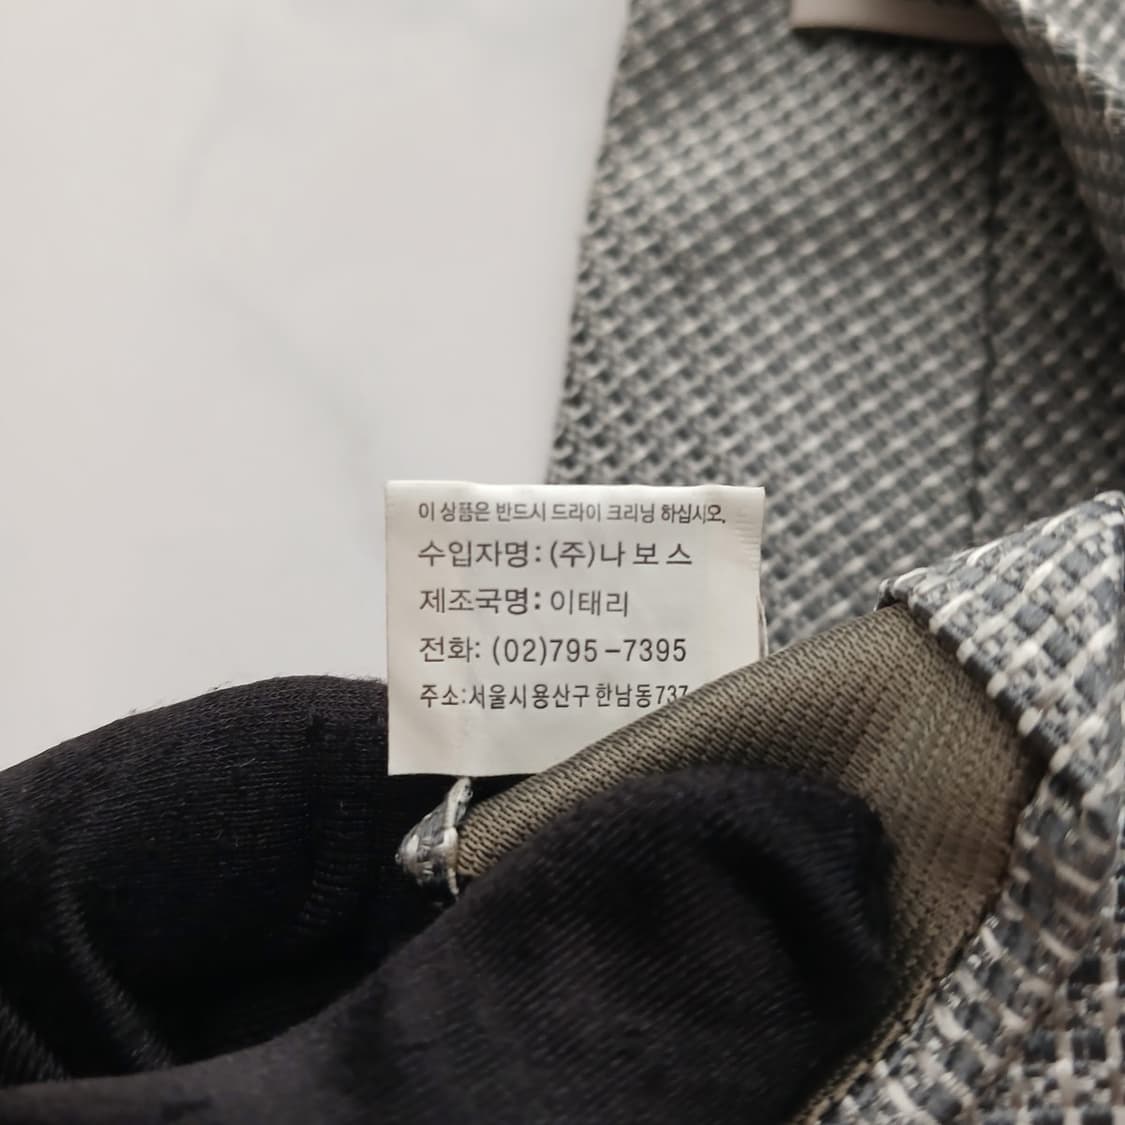 이 상품은 반드시 드라이 크리닝 하십시오.
수입자명: (주)나 보 스
제조국명: 이태리
전화: (02)795-7395
주소:서울시용산구 한남동737